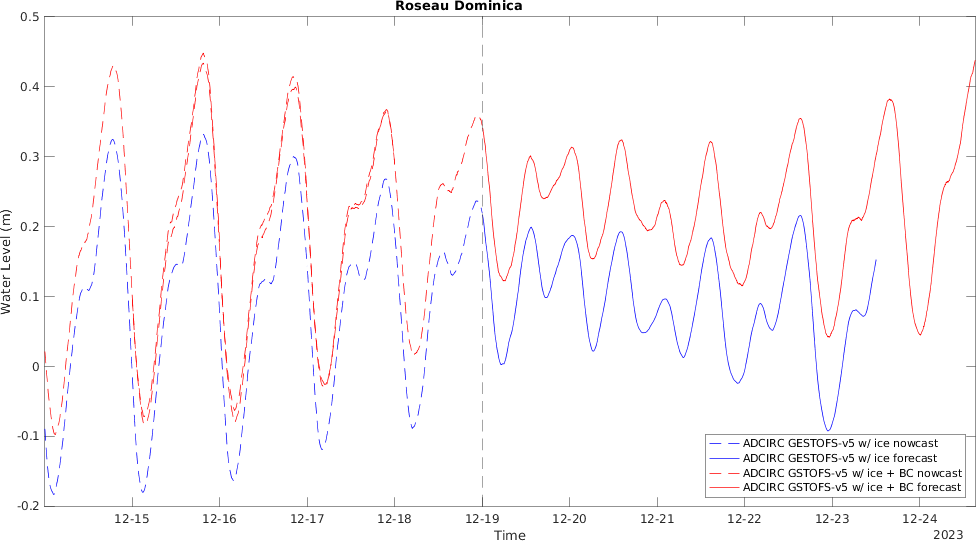 Roseau Dominica
0.5
0.4
0.3
0.2
0.1
0
-0.1
-0.2
Water Level (m)
12-15
12-16
12-17
12-18
12-19
12-20
12-21
12-22
12-23
12-24
Time
2023
ADCIRC GESTOFS-v5 w/ ice nowcast
ADCIRC GESTOFS-v5 w/ ice forecast
ADCIRC GSTOFS-v5 w/ ice + BC nowcast
ADCIRC GSTOFS-v5 w/ ice + BC forecast